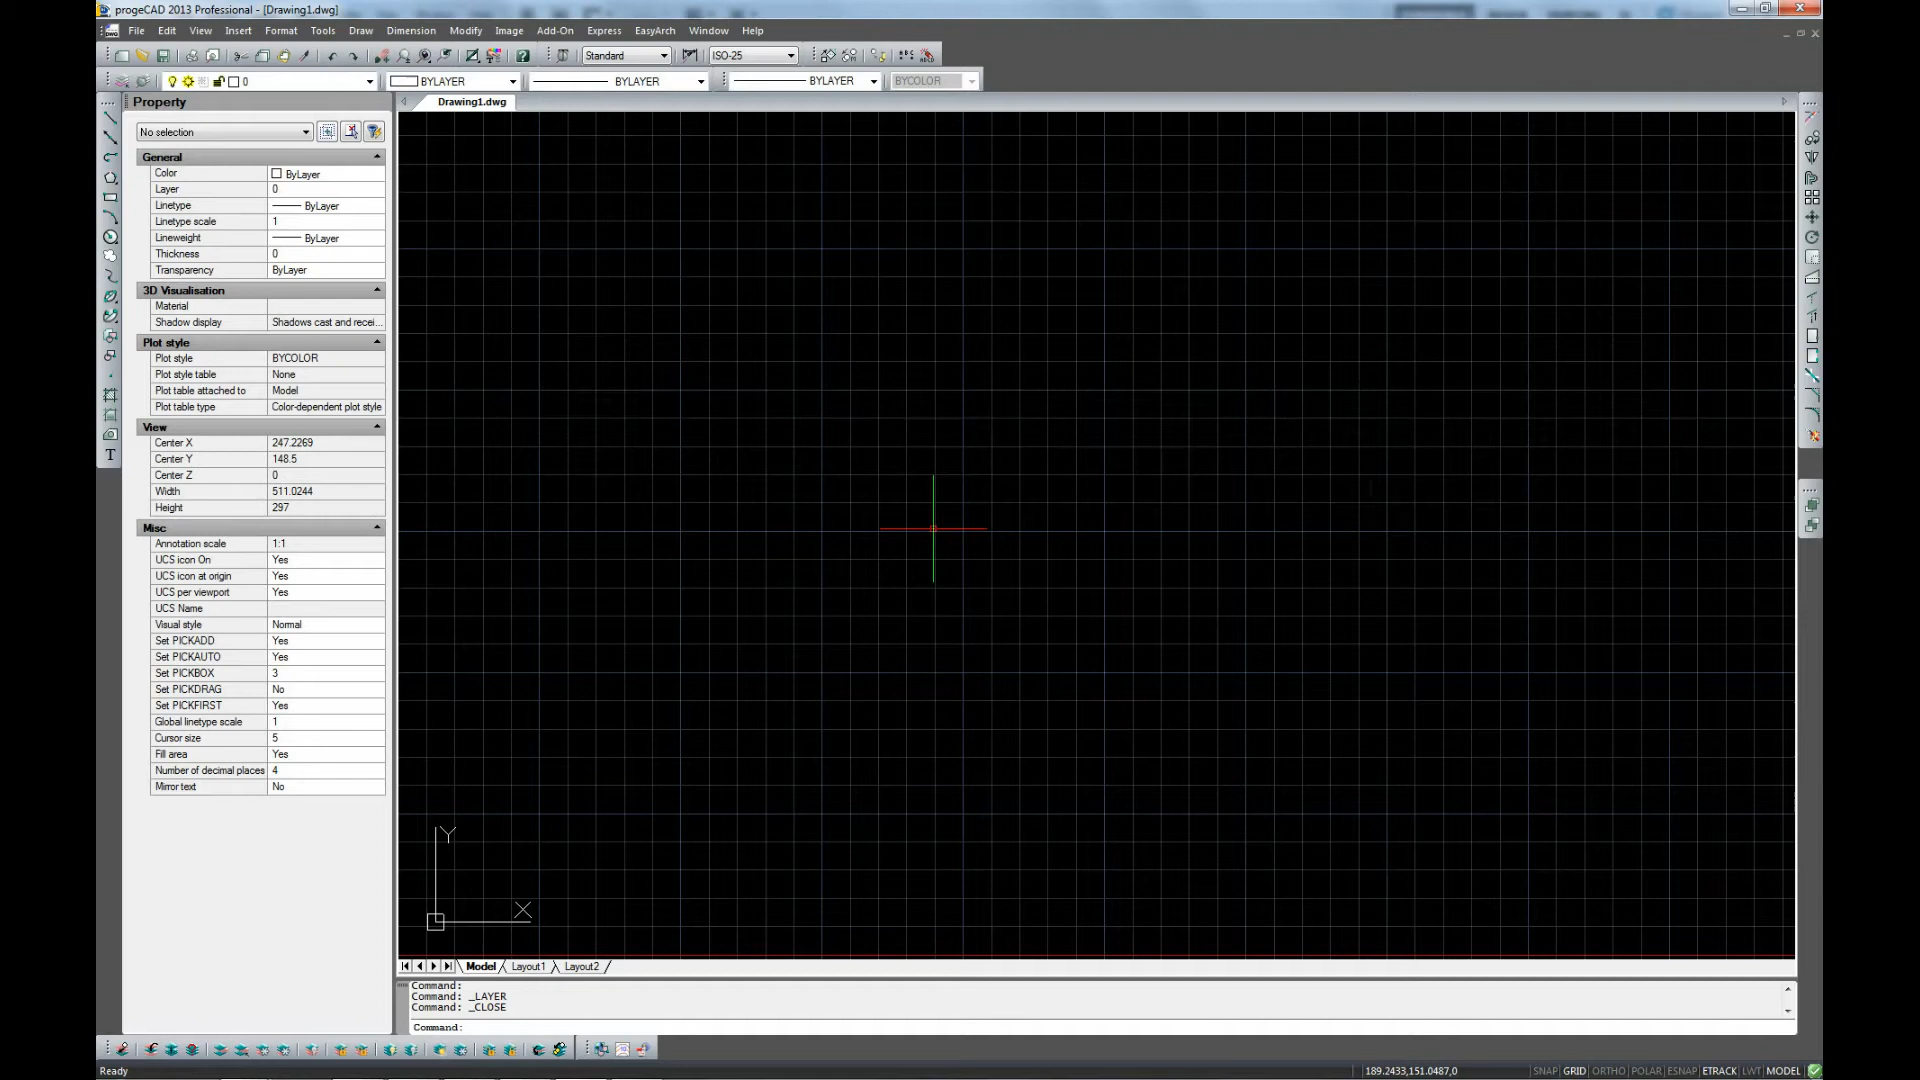 progeCAD 2013 Professional - [Drawing1.dwg]
File Edit View Insert Format Tools Draw Dimension Modify Image Add-On Express EasyArch Window Help
Standard ISO-25
0 BYLAYER BYLAYER BYLAYER BYCOLOR
Property
Drawing1.dwg
No selection
General
Color ByLayer
Layer 0
Linetype ByLayer
Linetype scale 1
Lineweight ByLayer
Thickness 0
Transparency ByLayer
3D Visualisation
Material
Shadow display Shadows cast and recei...
Plot style
Plot style BYCOLOR
Plot style table None
Plot table attached to Model
Plot table type Color-dependent plot style
View
Center X 247.2269
Center Y 148.5
Center Z 0
Width 511.0244
Height 297
Misc
Annotation scale 1:1
UCS icon On Yes
UCS icon at origin Yes
UCS per viewport Yes
UCS Name
Visual style Normal
Set PICKADD Yes
Set PICKAUTO Yes
Set PICKBOX 3
Set PICKDRAG No
Set PICKFIRST Yes
Global linetype scale 1
Cursor size 5
Fill area Yes
Number of decimal places 4
Mirror text No
Y
X
Model Layout1 Layout2
Command:
Command: _LAYER
Command: _CLOSE
Command:
Ready
189.2433,151.0487,0 SNAP GRID ORTHO POLAR ESNAP ETRACK LWT MODEL